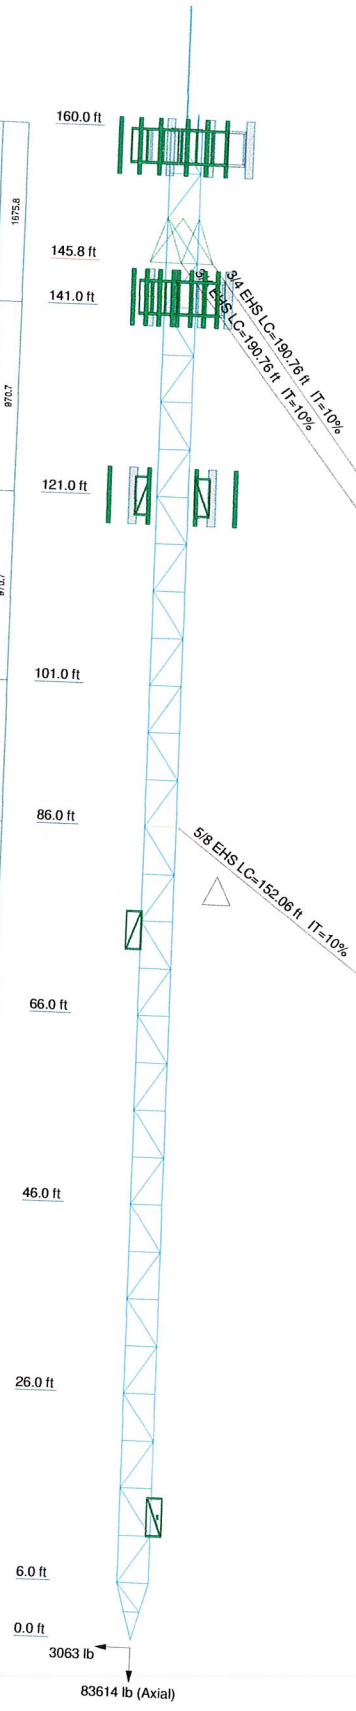 160.0 ft
1675.8
145.8 ft
141.0 ft
3/4 EHS LC=190.76 ft IT=10%
EHS LC=190.76 ft IT=10%
970.7
121.0 ft
970.7
101.0 ft
86.0 ft
5/8 EHS LC=152.06 ft IT=10%
66.0 ft
46.0 ft
26.0 ft
6.0 ft
0.0 ft
3063 lb
83614 lb (Axial)